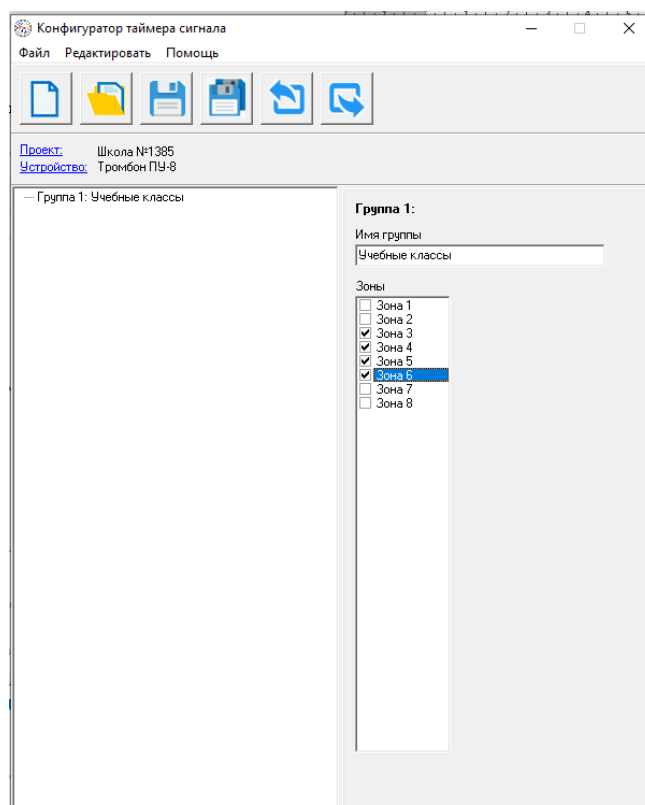 Конфигуратор таймера сигнала
Файл Редактировать Помощь
Проект: Школа №1385
Устройство: Тромбон ПУ-8
Группа 1: Учебные классы
Группа 1:
Имя группы
Учебные классы
Зоны
Зона 1
Зона 2
Зона 3
Зона 4
Зона 5
Зона 6
Зона 7
Зона 8